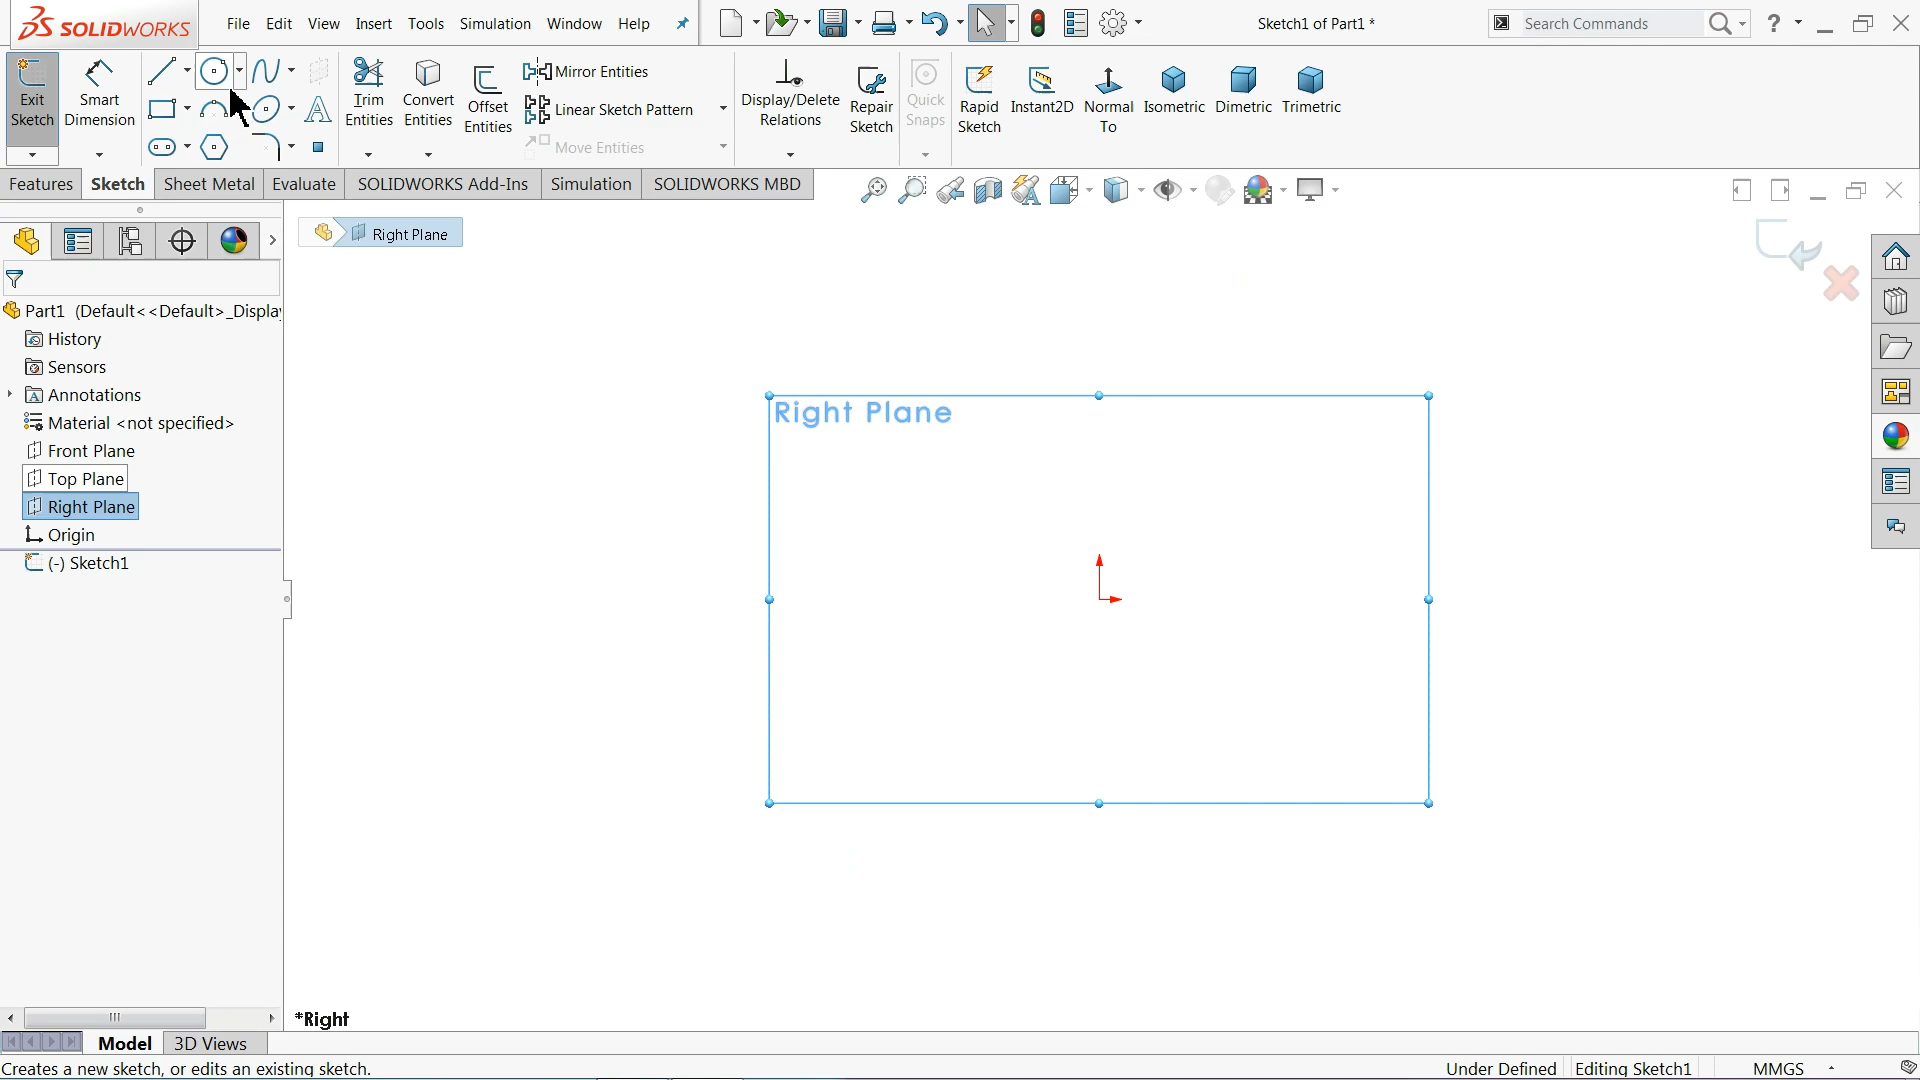 SOLIDWORKS
File Edit View Insert Tools Simulation Window Help
Sketch1 of Part1 *
Search Commands
?
Exit Sketch
Smart Dimension
Trim Entities
Convert Entities
Offset Entities
Mirror Entities
Linear Sketch Pattern
Move Entities
Display/Delete Relations
Repair Sketch
Quick Snaps
Rapid Sketch
Instant2D
Normal To
Isometric
Dimetric
Trimetric
Features Sketch Sheet Metal Evaluate SOLIDWORKS Add-Ins Simulation SOLIDWORKS MBD
Right Plane
Part1 (Default<<Default>_Displa
History
Sensors
Annotations
Material <not specified>
Front Plane
Top Plane
Right Plane
Origin
(-) Sketch1
Right Plane
*Right
Model 3D Views
Creates a new sketch, or edits an existing sketch.
Under Defined Editing Sketch1 MMGS